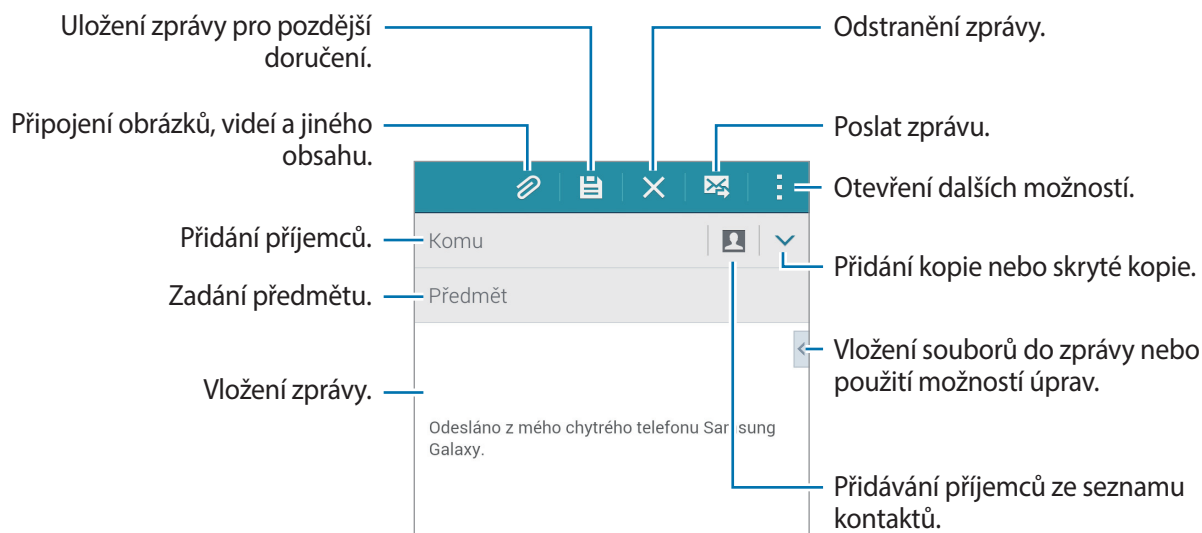 Uložení zprávy pro pozdější
doručení.
Připojení obrázků, videí a jiného
obsahu.
Přidání příjemců.
Zadání předmětu.
Vložení zprávy.
Komu
Předmět
Odesláno z mého chytrého telefonu Samsung
Galaxy.
Odstranění zprávy.
Poslat zprávu.
Otevření dalších možností.
Přidání kopie nebo skryté kopie.
Vložení souborů do zprávy nebo
použití možností úprav.
Přidávání příjemců ze seznamu
kontaktů.